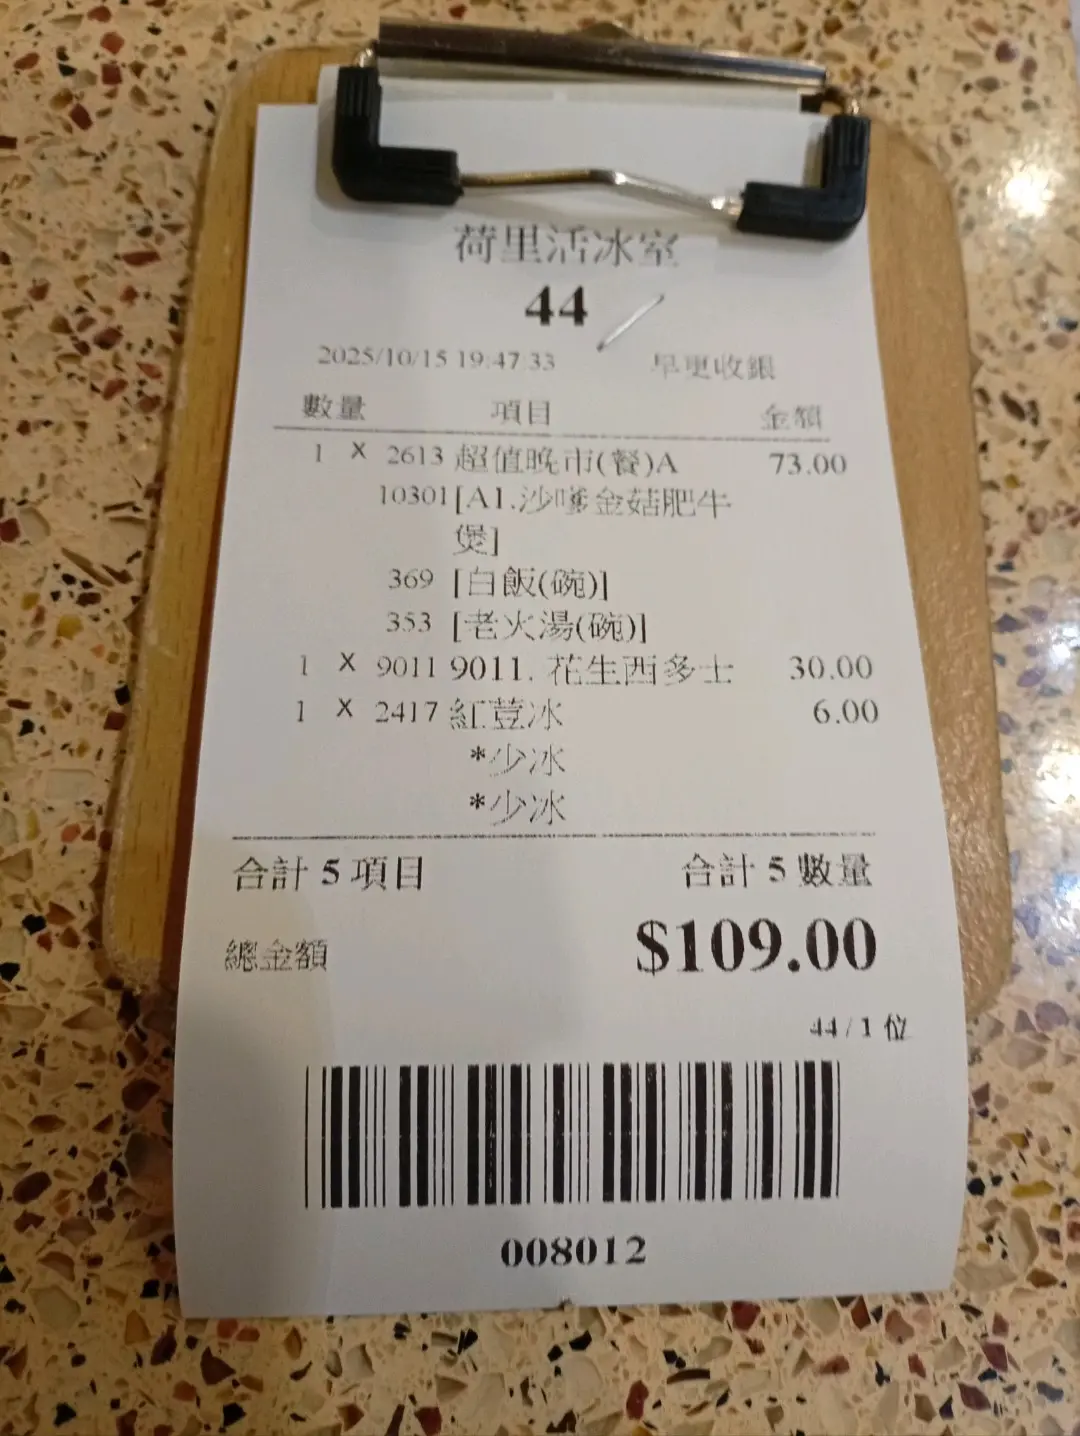 荷里活冰室
44
2025/10/15 19:47:33 早更收銀
數量 項目 金額
1 X 2613 超值晚市(餐)A 73.00
10301 [A1.沙嗲金菇肥牛
煲]
369 [白飯(碗)]
353 [老火湯(碗)]
1 X 9011 9011. 花生西多士 30.00
1 X 2417 紅荳冰 6.00
*少冰
*少冰
合計 5 項目 合計 5 數量
總金額 $109.00
44 / 1 位
008012